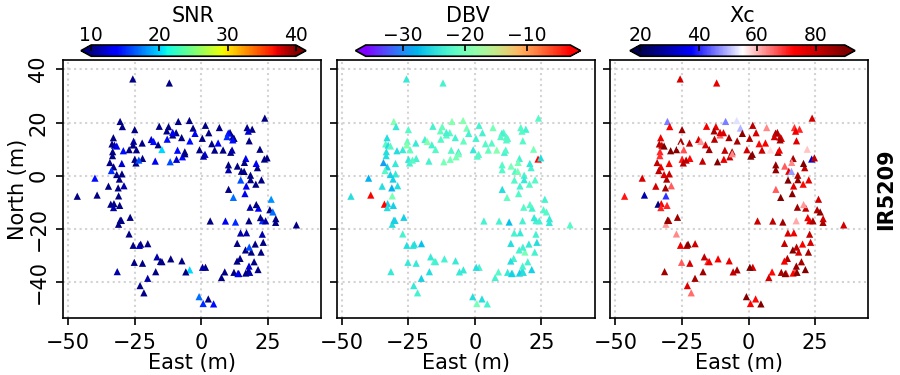 SNR DBV Xc
10 20 30 40 −30 −20 −10 20 40 60 80
40
20
0
−20
−40
North (m)
IR5209
−50 −25 0 25 −50 −25 0 25 −50 −25 0 25
East (m) East (m) East (m)